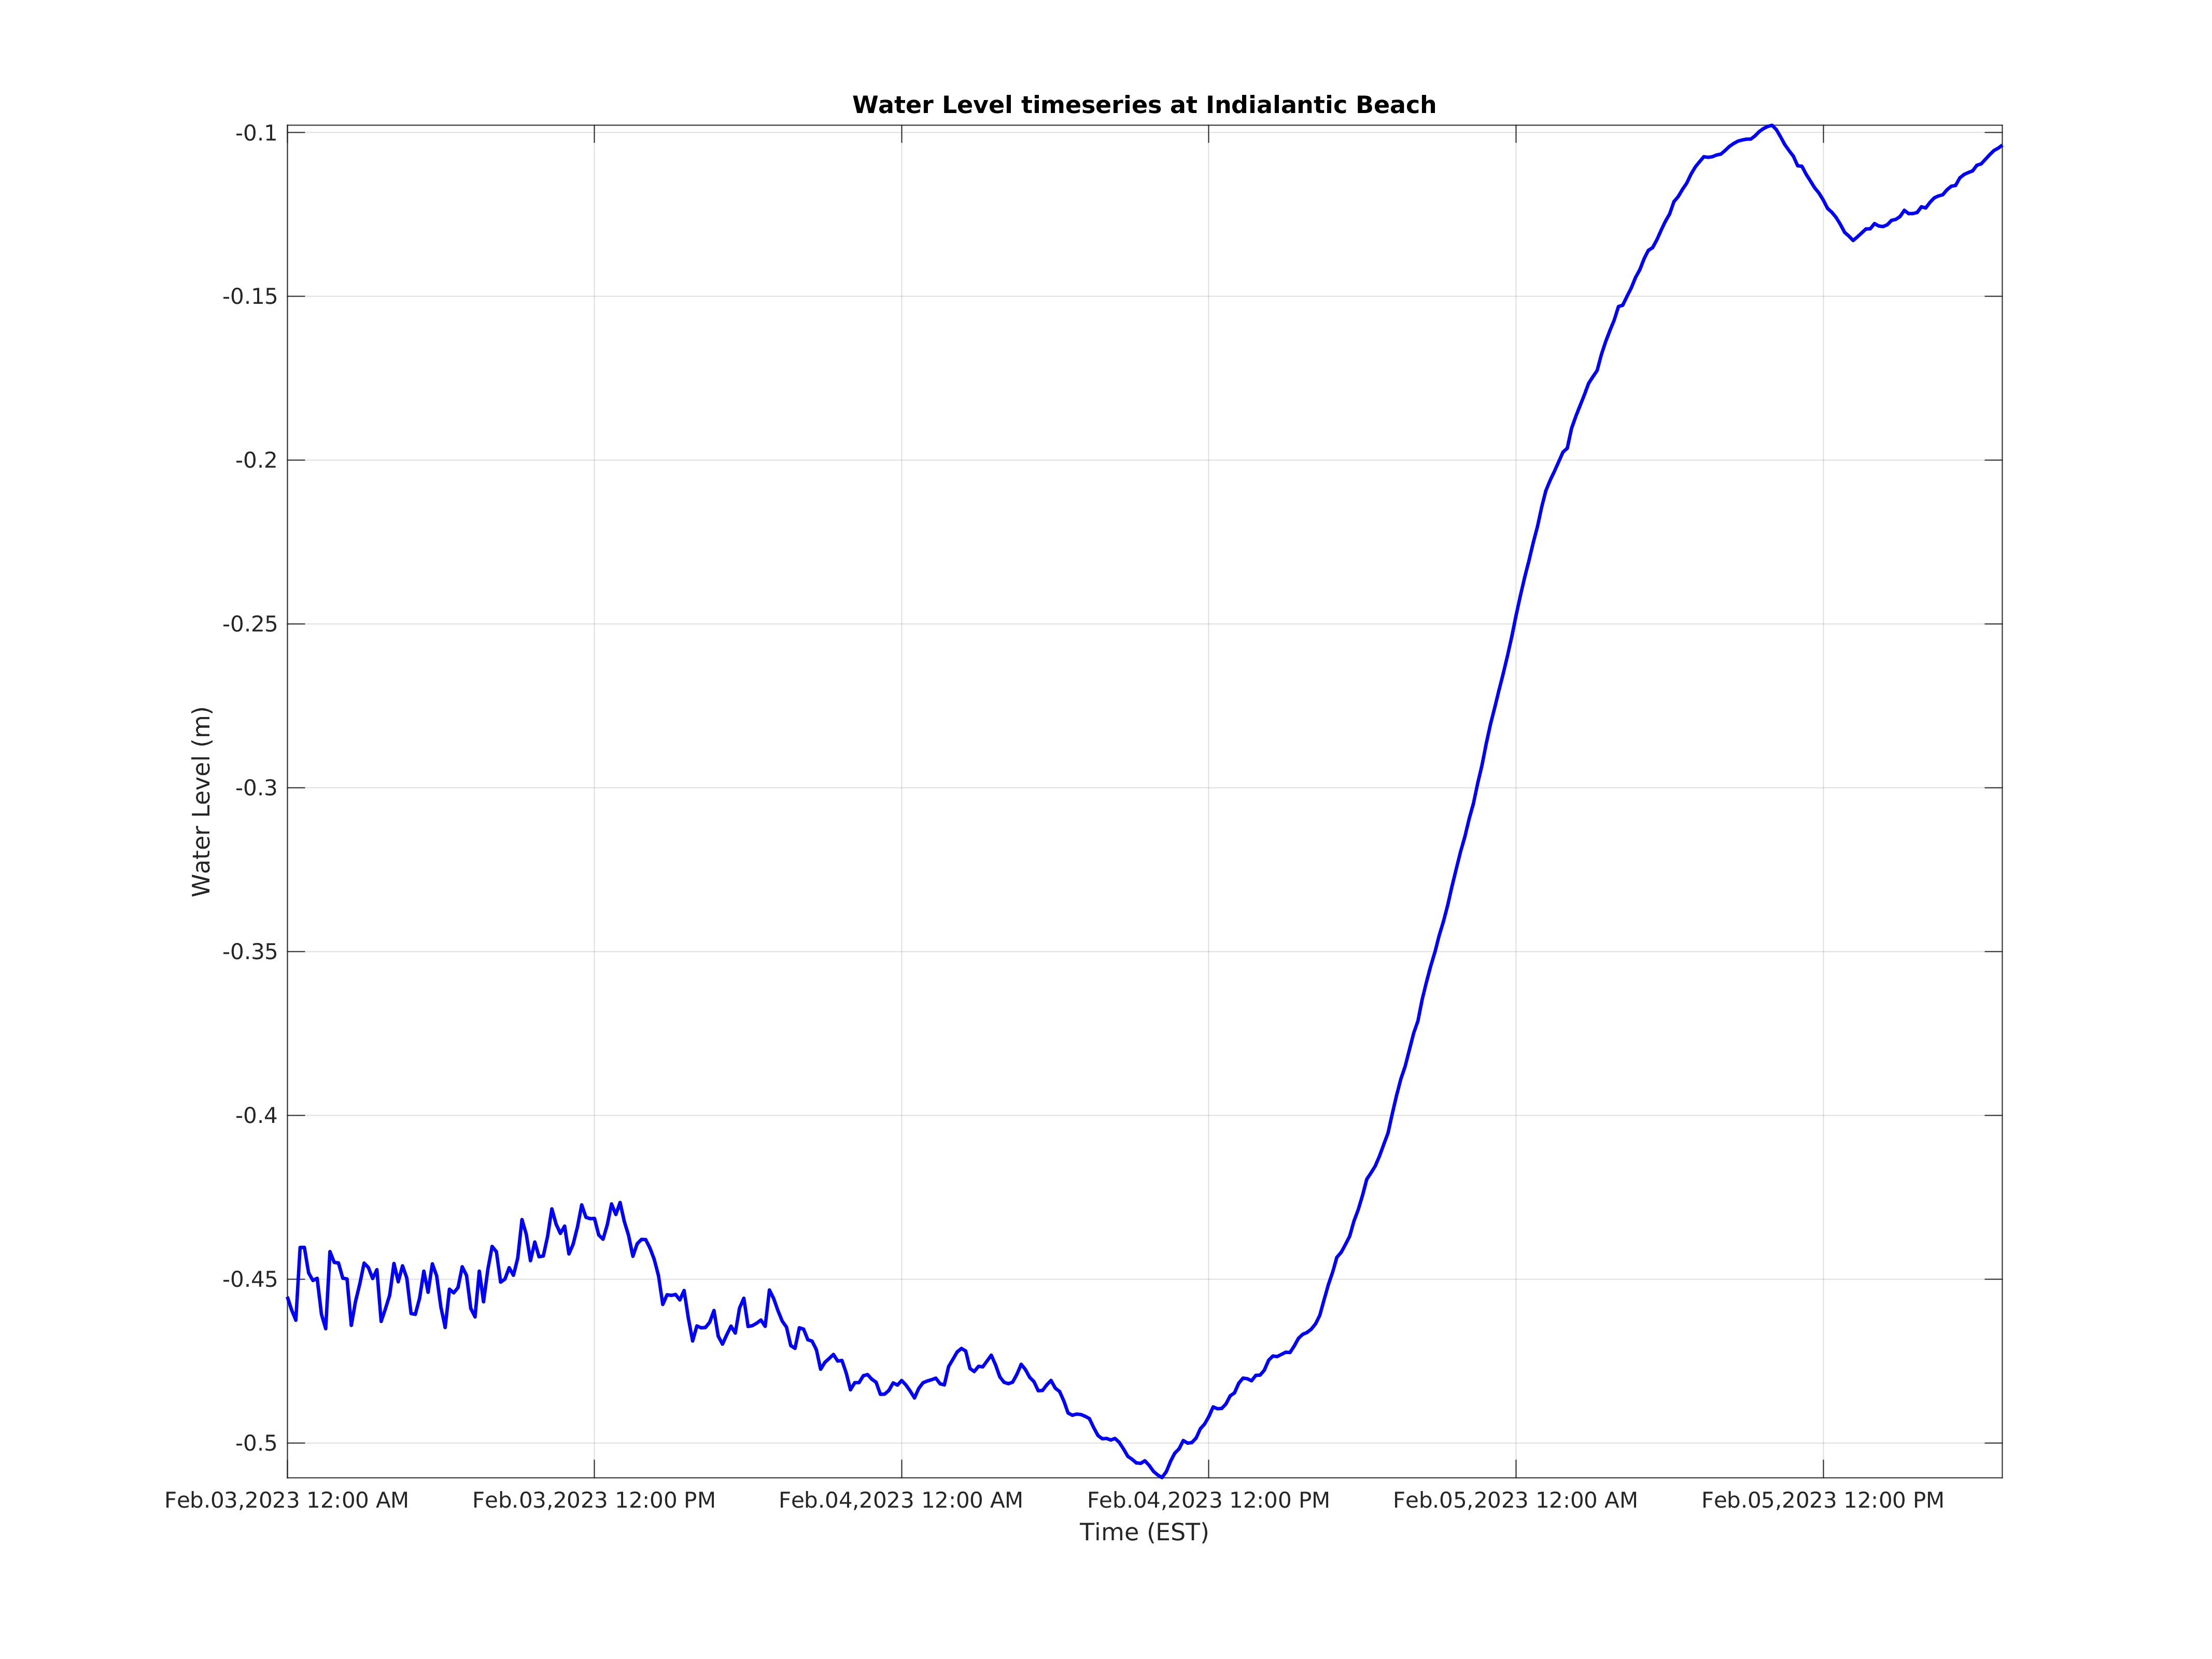 Water Level timeseries at Indialantic Beach
-0.1
-0.15
-0.2
-0.25
-0.3
-0.35
-0.4
-0.45
-0.5
Water Level (m)
Feb.03,2023 12:00 AM Feb.03,2023 12:00 PM Feb.04,2023 12:00 AM Feb.04,2023 12:00 PM Feb.05,2023 12:00 AM Feb.05,2023 12:00 PM
Time (EST)